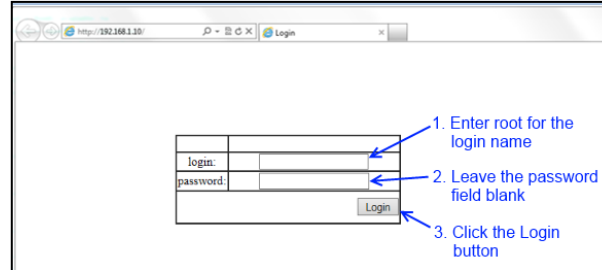 http://192.168.1.10/
Login
1. Enter root for the
login name
login:
password:
2. Leave the password
field blank
Login
3. Click the Login
button